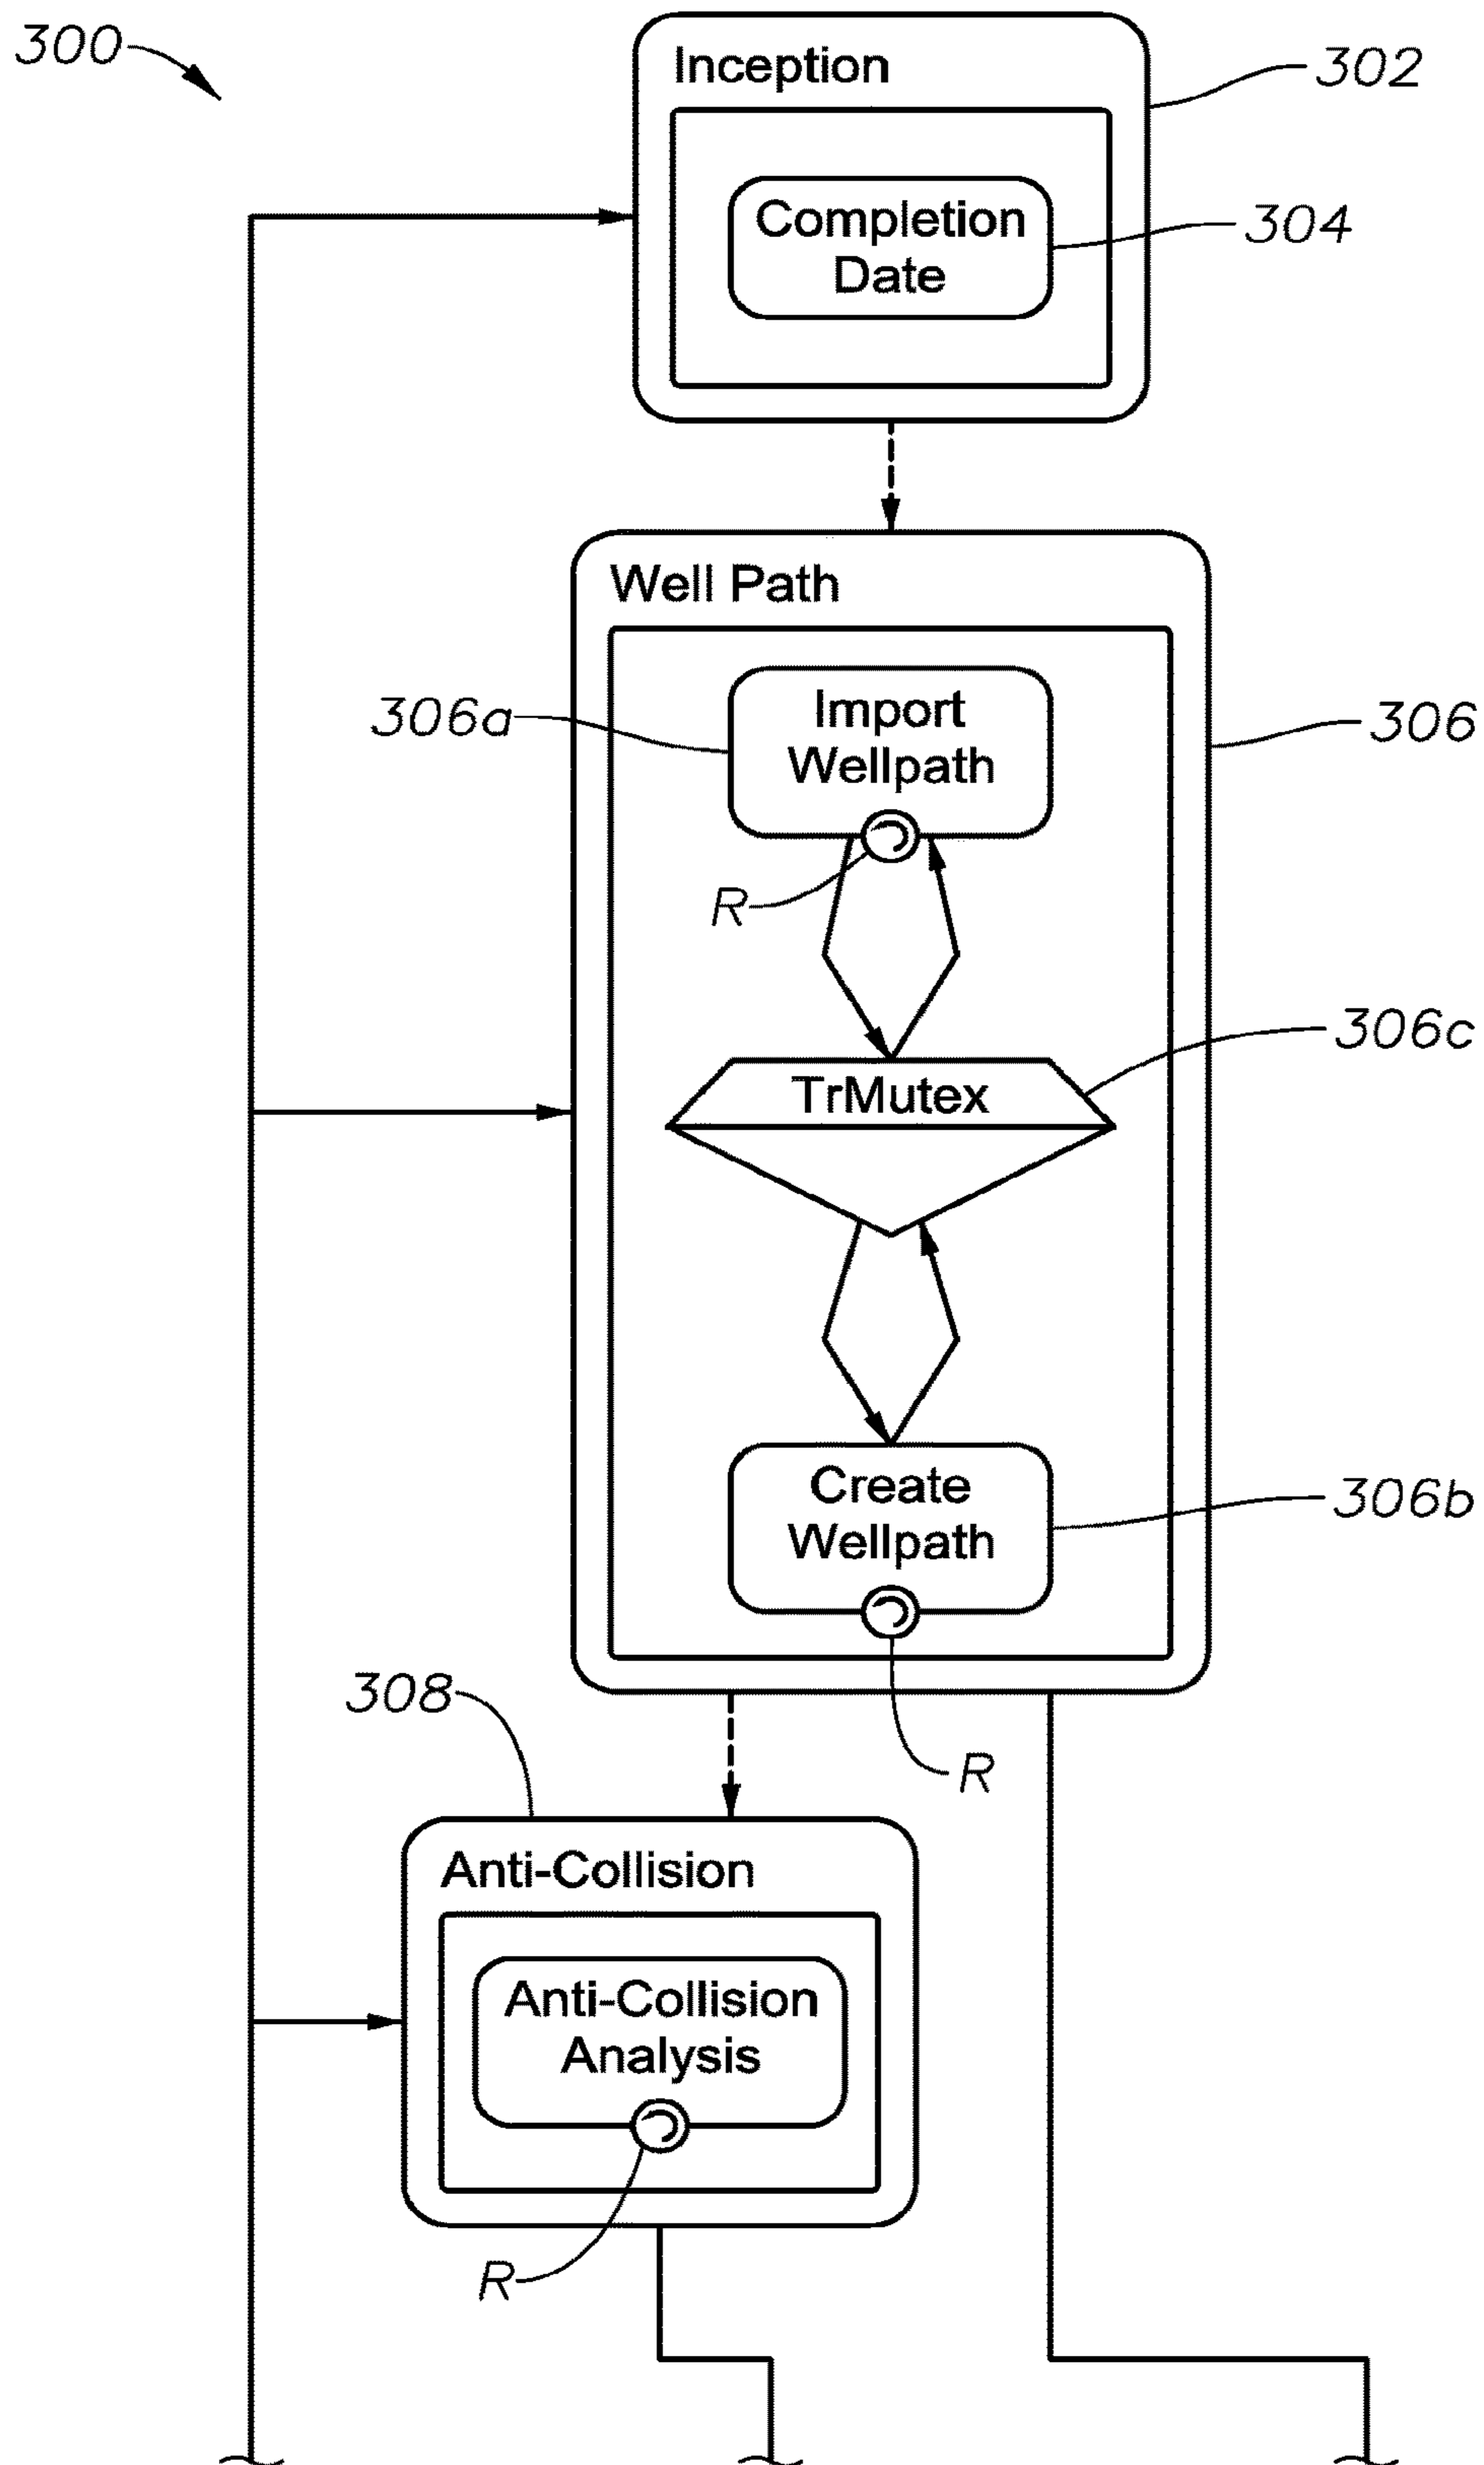 300
Inception
302
Completion
Date
304
Well Path
306a
Import
Wellpath
306
R
306c
TrMutex
Create
Wellpath
306b
308
R
Anti-Collision
Anti-Collision
Analysis
R